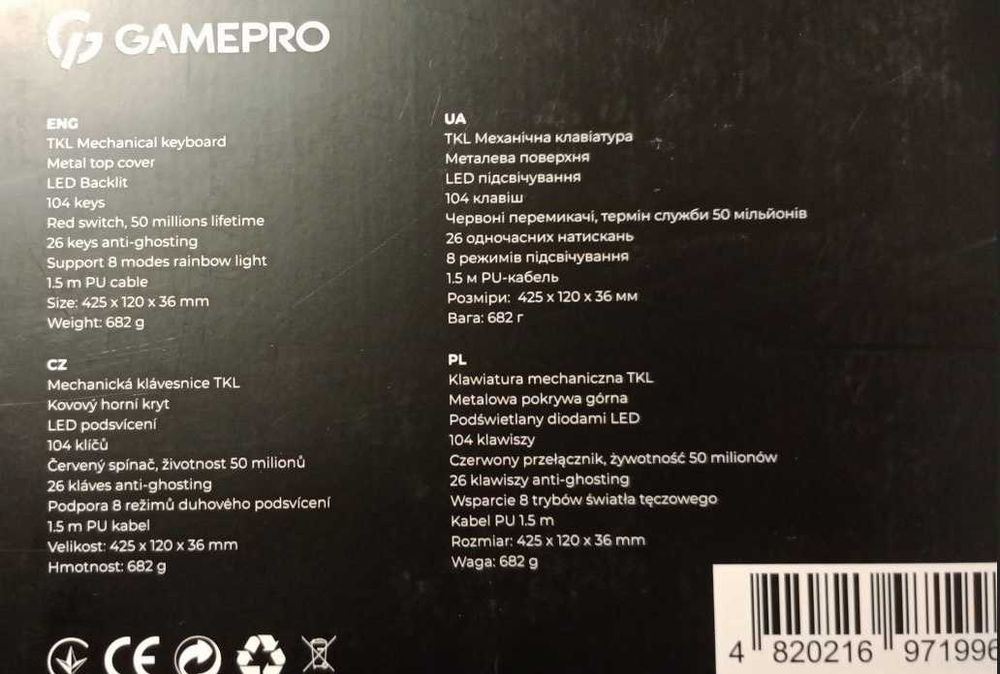 GAMEPRO
ENG
TKL Mechanical keyboard
Metal top cover
LED Backlit
104 keys
Red switch, 50 millions lifetime
26 keys anti-ghosting
Support 8 modes rainbow light
1.5 m PU cable
Size: 425 x 120 x 36 mm
Weight: 682 g
UA
TKL Механічна клавіатура
Металева поверхня
LED підсвічування
104 клавіш
Червоні перемикачі, термін служби 50 мільйонів
26 одночасних натискань
8 режимів підсвічування
1.5 м PU-кабель
Розміри: 425 x 120 x 36 мм
Вага: 682 г
CZ
Mechanická klávesnice TKL
Kovový horní kryt
LED podsvícení
104 klíčů
Červený spínač, životnost 50 milionů
26 kláves anti-ghosting
Podpora 8 režimů duhového podsvícení
1.5 m PU kabel
Velikost: 425 x 120 x 36 mm
Hmotnost: 682 g
PL
Klawiatura mechaniczna TKL
Metalowa pokrywa górna
Podświetlany diodami LED
104 klawiszy
Czerwony przełącznik, żywotność 50 milionów
26 klawiszy anti-ghosting
Wsparcie 8 trybów światła tęczowego
Kabel PU 1.5 m
Rozmiar: 425 x 120 x 36 mm
Waga: 682 g
CE
4 820216 971996